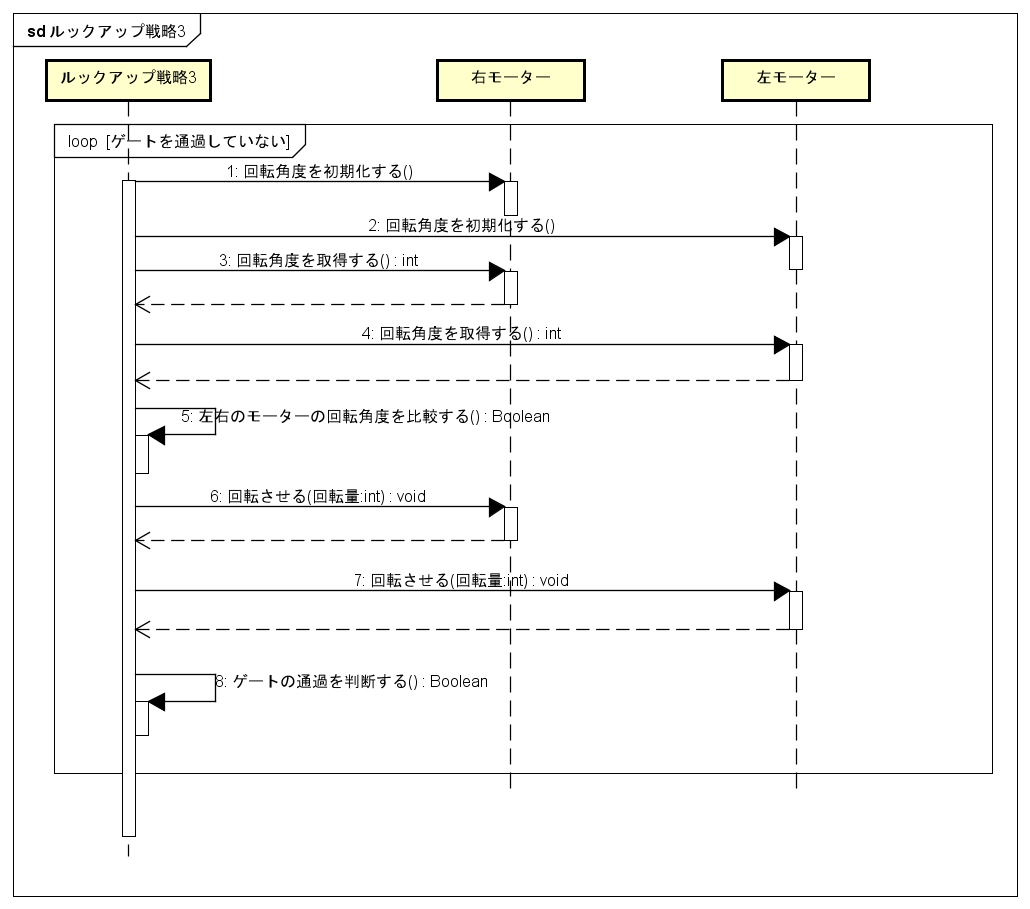 sd ルックアップ戦略3
ルックアップ戦略3
右モーター
左モーター
loop [ゲートを通過していない]
1: 回転角度を初期化する()
2: 回転角度を初期化する()
3: 回転角度を取得する() : int
4: 回転角度を取得する() : int
5: 左右のモーターの回転角度を比較する() : Boolean
6: 回転させる(回転量:int) : void
7: 回転させる(回転量:int) : void
8: ゲートの通過を判断する() : Boolean